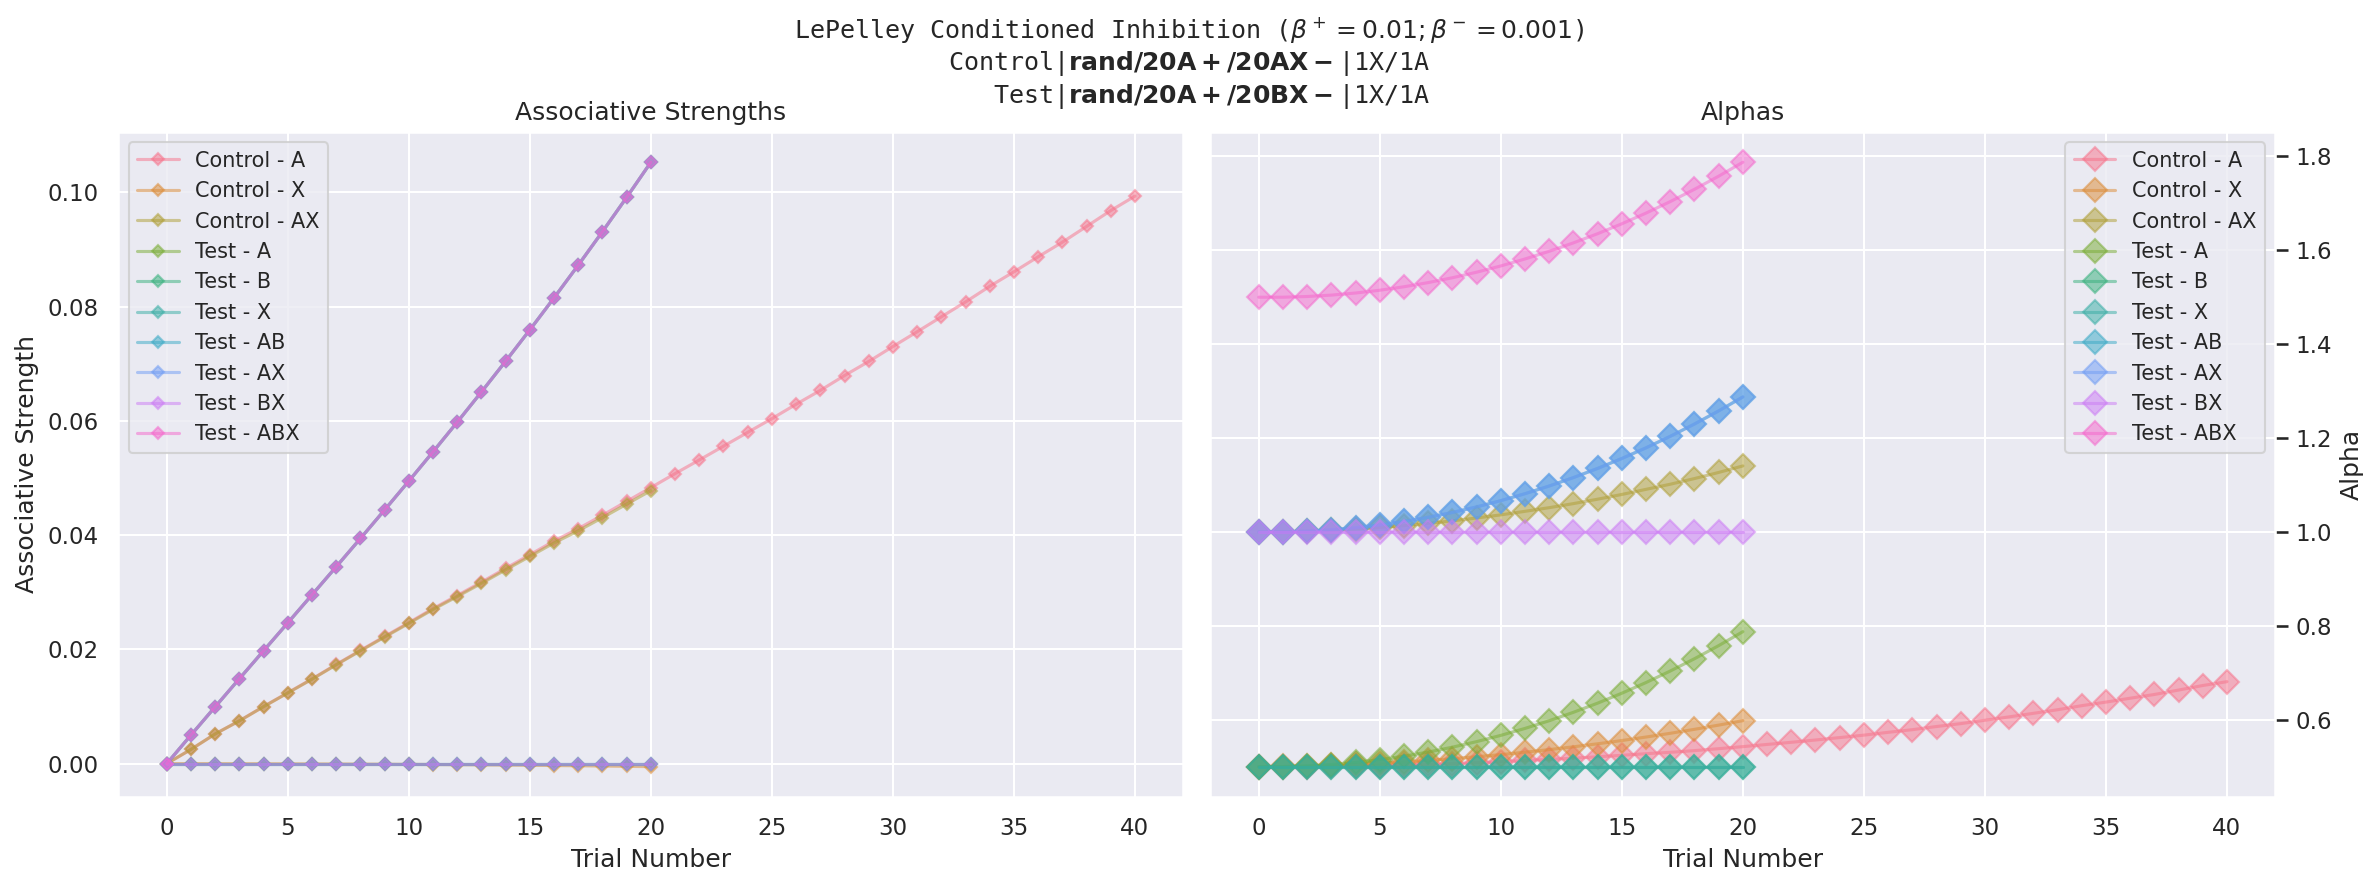 LePelley Conditioned Inhibition (β⁺ = 0.01; β⁻ = 0.001)
Control|rand/20A + /20AX − |1X/1A
Test|rand/20A + /20BX − |1X/1A
Associative Strengths
Control - A
Control - X
Control - AX
Test - A
Test - B
Test - X
Test - AB
Test - AX
Test - BX
Test - ABX
0.10
0.08
0.06
0.04
0.02
0.00
Associative Strength
0 5 10 15 20 25 30 35 40
Trial Number
Alphas
Control - A
Control - X
Control - AX
Test - A
Test - B
Test - X
Test - AB
Test - AX
Test - BX
Test - ABX
1.8
1.6
1.4
1.2
1.0
0.8
0.6
Alpha
0 5 10 15 20 25 30 35 40
Trial Number